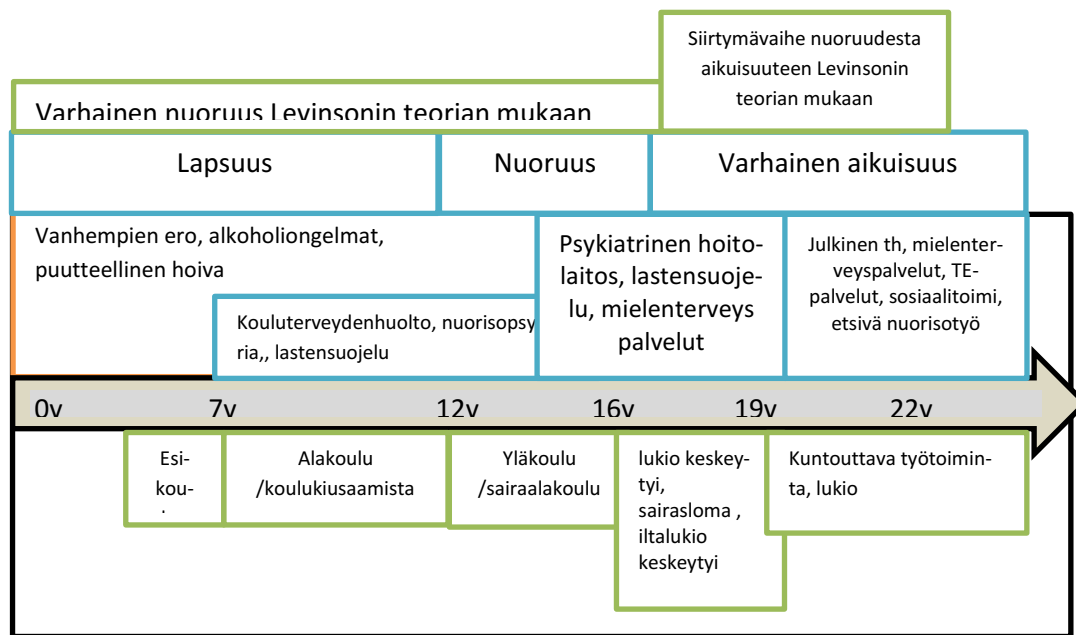 Siirtymävaihe nuoruudesta
aikuisuuteen Levinsonin
teorian mukaan
Varhainen nuoruus Levinsonin teorian mukaan
Lapsuus
Nuoruus
Varhainen aikuisuus
Vanhempien ero, alkoholiongelmat,
puutteellinen hoiva
Kouluterveydenhuolto, nuorisopsy
ria,, lastensuojelu
Psykiatrinen hoito-
laitos, lastensuoje-
lu, mielenterveys
palvelut
Julkinen th, mielenter-
veyspalvelut, TE-
palvelut, sosiaalitoimi,
etsivä nuorisotyö
0v 7v 12v 16v 19v 22v
Esi-
kou-
Alakoulu
/koulukiusaamista
Yläkoulu
/sairaalakoulu
lukio keskey-
tyi,
sairasloma ,
iltalukio
keskeytyi
Kuntouttava työtoimin-
ta, lukio